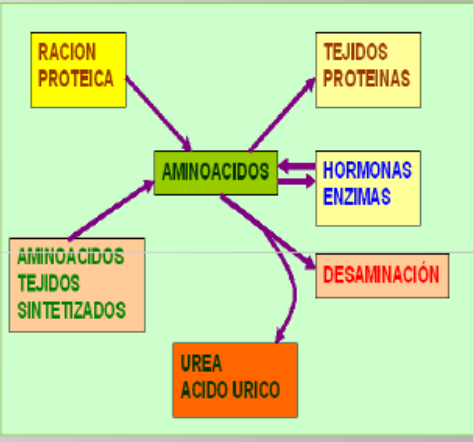 RACION
PROTEICA
TEJIDOS
PROTEINAS
AMINOACIDOS
HORMONAS
ENZIMAS
AMINOACIDOS
TEJIDOS
SINTETIZADOS
DESAMINACIÓN
UREA
ACIDO URICO